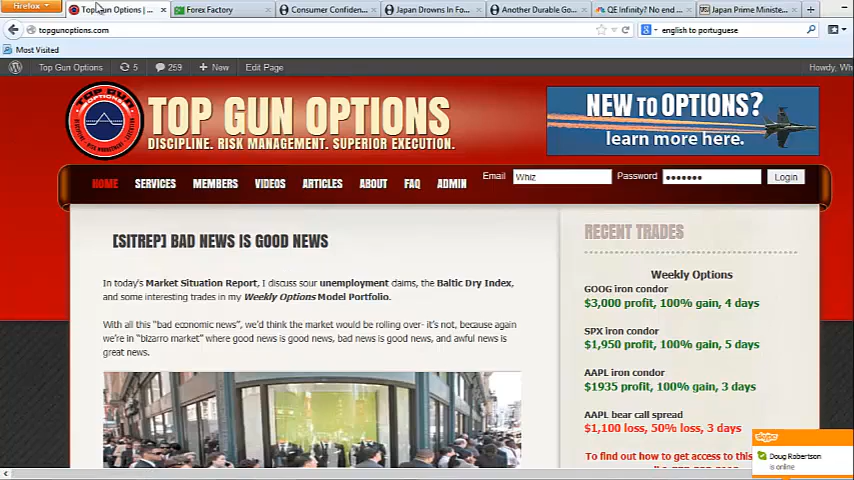 Firefox
Top Gun Options | ...
Forex Factory
Consumer Confiden...
Japan Drowns In Fo...
Another Durable Go...
QE Infinity? No end ...
Japan Prime Ministe...
topgunoptions.com
english to portuguese
Most Visited
Top Gun Options
5
259
+ New
Edit Page
Howdy, Wh
TOP GUN OPTIONS
DISCIPLINE. RISK MANAGEMENT. SUPERIOR EXECUTION.
NEW TO OPTIONS?
learn more here.
HOME
SERVICES
MEMBERS
VIDEOS
ARTICLES
ABOUT
FAQ
ADMIN
Email
Whiz
Password
Login
[SITREP] BAD NEWS IS GOOD NEWS
In today's Market Situation Report, I discuss sour unemployment claims, the Baltic Dry Index,
and some interesting trades in my Weekly Options Model Portfolio.
With all this "bad economic news", we'd think the market would be rolling over- it's not, because again
we're in "bizarro market" where good news is good news, bad news is good news, and awful news is
great news.
RECENT TRADES
Weekly Options
GOOG iron condor
$3,000 profit, 100% gain, 4 days
SPX iron condor
$1,950 profit, 100% gain, 5 days
AAPL iron condor
$1935 profit, 100% gain, 3 days
AAPL bear call spread
$1,100 loss, 50% loss, 3 days
To find out how to get access to this
skype
Doug Robertson
is online